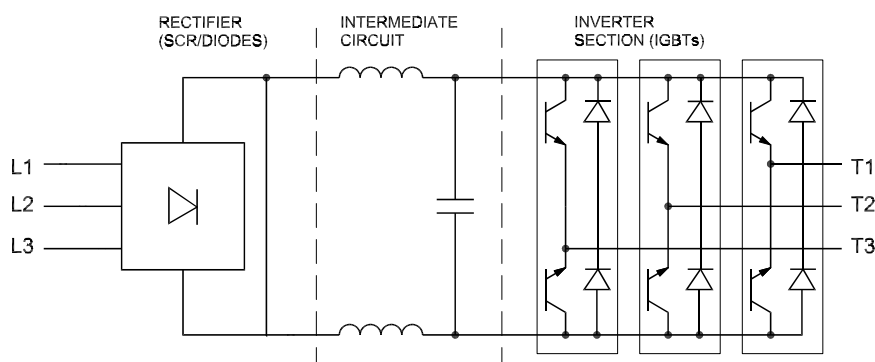 RECTIFIER
(SCR/DIODES)
INTERMEDIATE
CIRCUIT
INVERTER
SECTION (IGBTs)
L1
L2
L3
T1
T2
T3